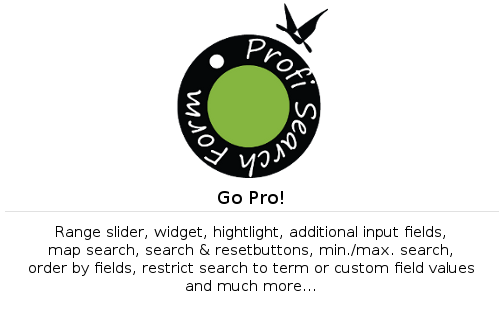 Profi Search Form
Go Pro!
Range slider, widget, hightlight, additional input fields,
map search, search & resetbuttons, min./max. search,
order by fields, restrict search to term or custom field values
and much more...